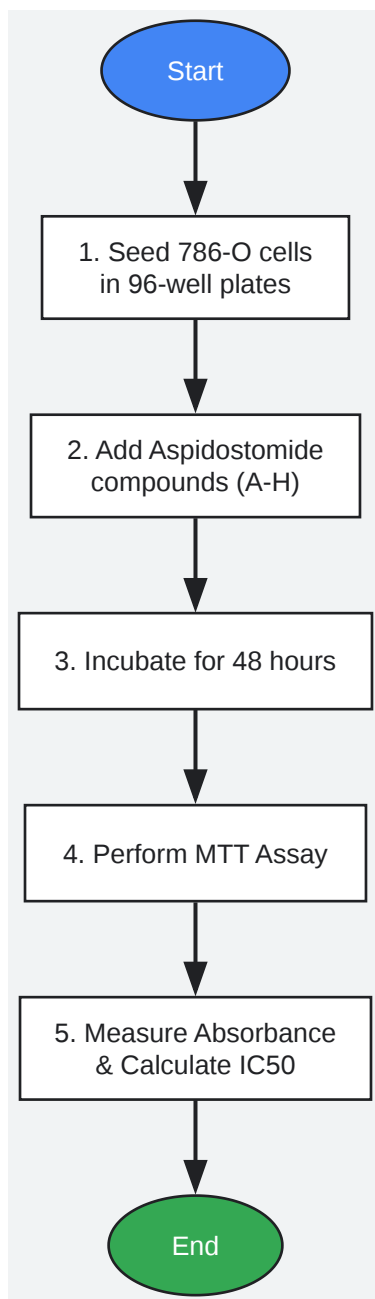 Start
1. Seed 786-O cells
in 96-well plates
2. Add Aspidostomide
compounds (A-H)
3. Incubate for 48 hours
4. Perform MTT Assay
5. Measure Absorbance
& Calculate IC50
End